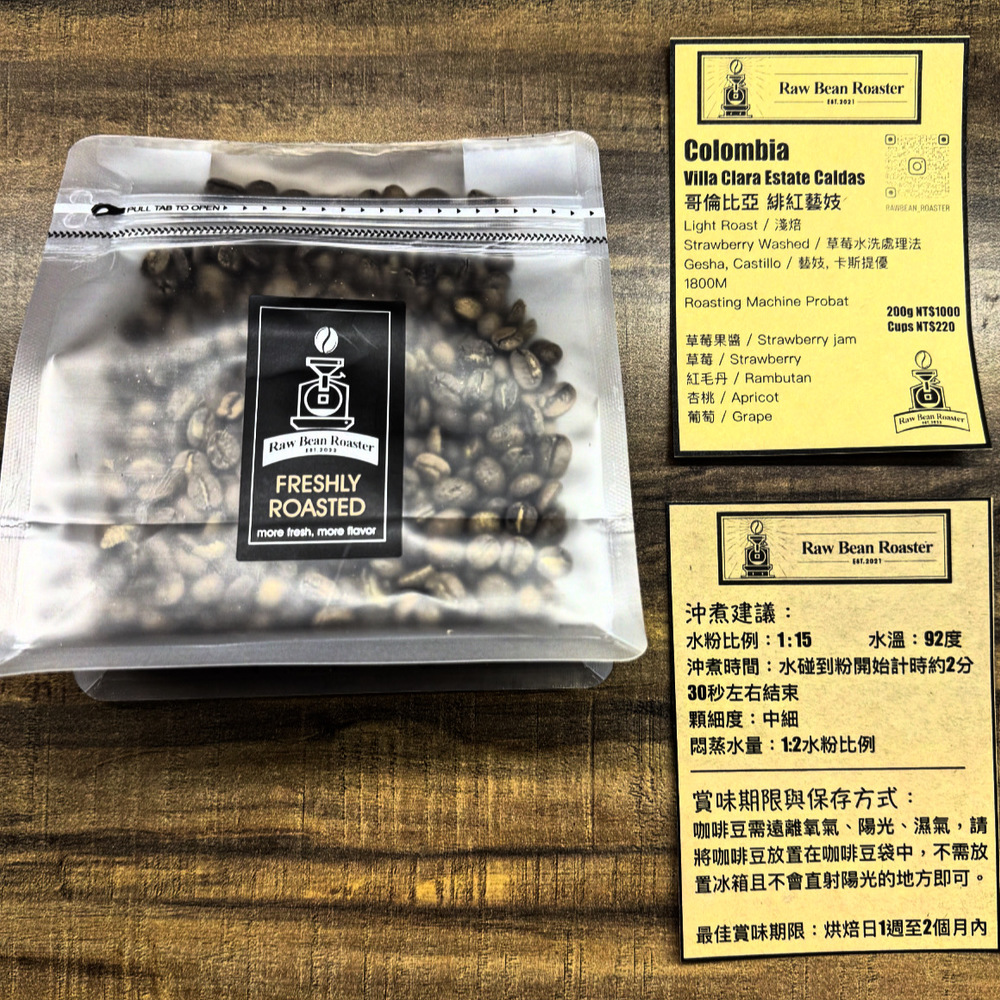 PULL TAB TO OPEN
Raw Bean Roaster
EST.2022
FRESHLY
ROASTED
more fresh, more flavor
Raw Bean Roaster
EST.2021
Colombia
Villa Clara Estate Caldas
哥倫比亞 緋紅藝妓
Light Roast / 淺焙
Strawberry Washed / 草莓水洗處理法
Gesha, Castillo / 藝妓, 卡斯提優
1800M
Roasting Machine Probat
RAWBEAN_ROASTER
200g NT$1000
Cups NT$220
草莓果醬 / Strawberry jam
草莓 / Strawberry
紅毛丹 / Rambutan
杏桃 / Apricot
葡萄 / Grape
Raw Bean Roaster
Raw Bean Roaster
EST.2021
沖煮建議：
水粉比例：1:15 水溫：92度
沖煮時間：水碰到粉開始計時約2分
30秒左右結束
顆細度：中細
悶蒸水量：1:2水粉比例
賞味期限與保存方式：
咖啡豆需遠離氧氣、陽光、濕氣，請
將咖啡豆放置在咖啡豆袋中，不需放
置冰箱且不會直射陽光的地方即可。
最佳賞味期限：烘焙日1週至2個月內